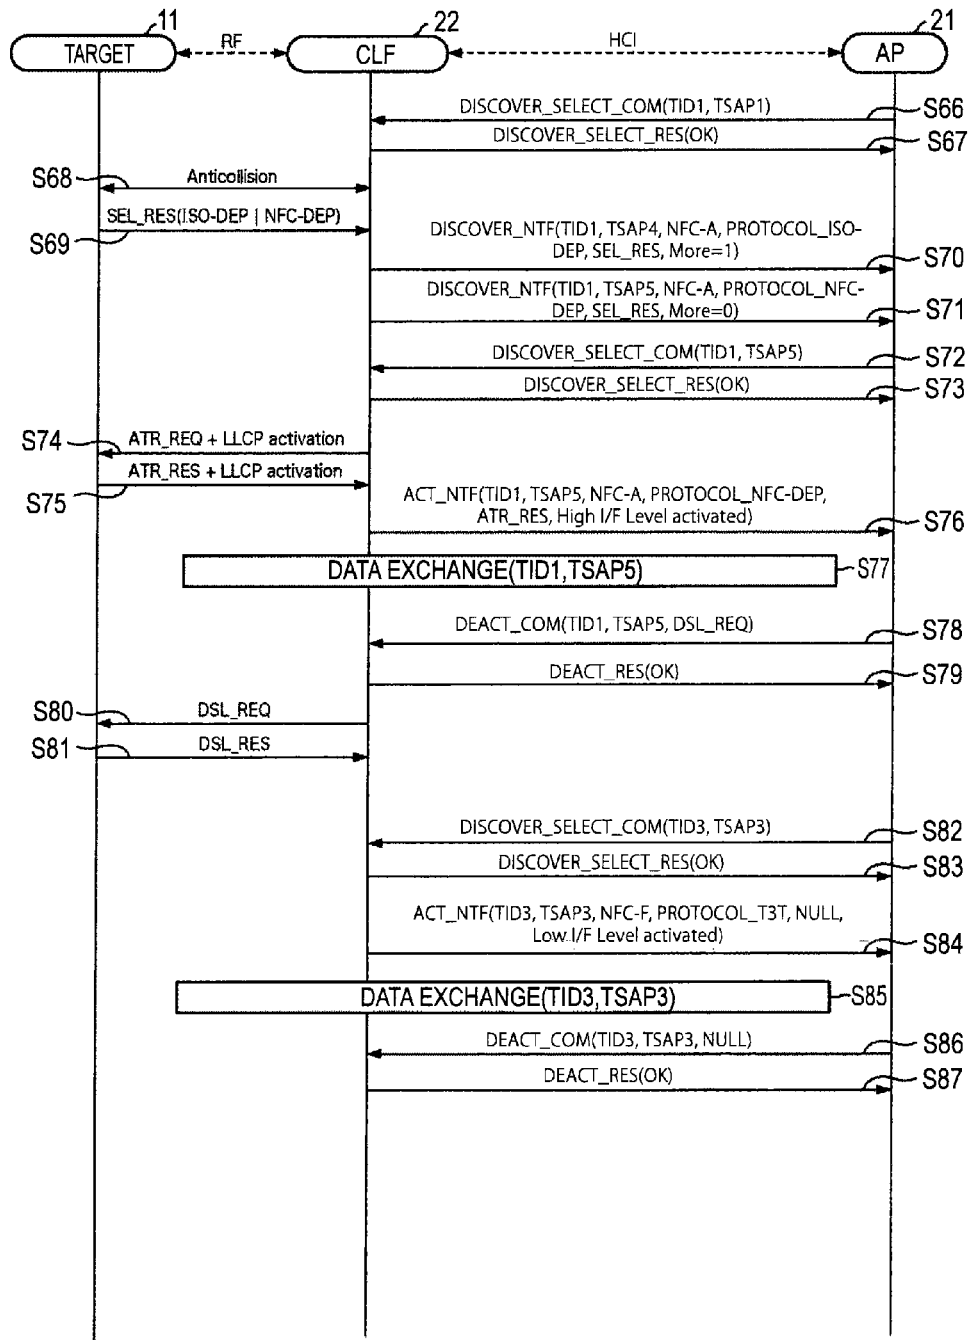 11
22
21
TARGET
RF
CLF
HCI
AP
DISCOVER_SELECT_COM(TID1, TSAP1)
S66
DISCOVER_SELECT_RES(OK)
S67
S68
Anticollision
SEL_RES(ISO-DEP | NFC-DEP)
S69
DISCOVER_NTF(TID1, TSAP4, NFC-A, PROTOCOL_ISO-
DEP, SEL_RES, More=1)
S70
DISCOVER_NTF(TID1, TSAP5, NFC-A, PROTOCOL_NFC-
DEP, SEL_RES, More=0)
S71
DISCOVER_SELECT_COM(TID1, TSAP5)
S72
DISCOVER_SELECT_RES(OK)
S73
S74
ATR_REQ + LLCP activation
ATR_RES + LLCP activation
S75
ACT_NTF(TID1, TSAP5, NFC-A, PROTOCOL_NFC-DEP,
ATR_RES, High I/F Level activated)
S76
DATA EXCHANGE(TID1,TSAP5)
S77
DEACT_COM(TID1, TSAP5, DSL_REQ)
S78
DEACT_RES(OK)
S79
S80
DSL_REQ
S81
DSL_RES
DISCOVER_SELECT_COM(TID3, TSAP3)
S82
DISCOVER_SELECT_RES(OK)
S83
ACT_NTF(TID3, TSAP3, NFC-F, PROTOCOL_T3T, NULL,
Low I/F Level activated)
S84
DATA EXCHANGE(TID3,TSAP3)
S85
DEACT_COM(TID3, TSAP3, NULL)
S86
DEACT_RES(OK)
S87